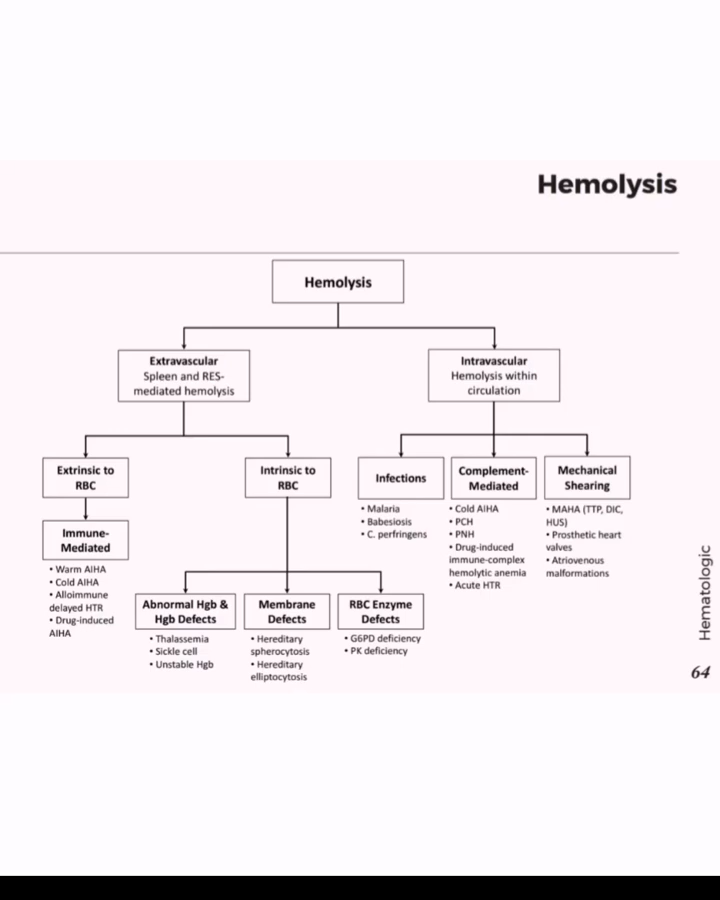 Hemolysis
Hemolysis
Extravascular
Spleen and RES-
mediated hemolysis
Intravascular
Hemolysis within
circulation
Extrinsic to
RBC
Immune-
Mediated
• Warm AIHA
• Cold AIHA
• Alloimmune
delayed HTR
• Drug-induced
AIHA
Intrinsic to
RBC
Abnormal Hgb &
Hgb Defects
• Thalassemia
• Sickle cell
• Unstable Hgb
Membrane
Defects
• Hereditary
spherocytosis
• Hereditary
elliptocytosis
RBC Enzyme
Defects
• G6PD deficiency
• PK deficiency
Infections
• Malaria
• Babesiosis
• C. perfringens
Complement-
Mediated
• Cold AIHA
• PCH
• PNH
• Drug-induced
immune-complex
hemolytic anemia
• Acute HTR
Mechanical
Shearing
• MAHA (TTP, DIC,
HUS)
• Prosthetic heart
valves
• Atriovenous
malformations
Hematologic
64